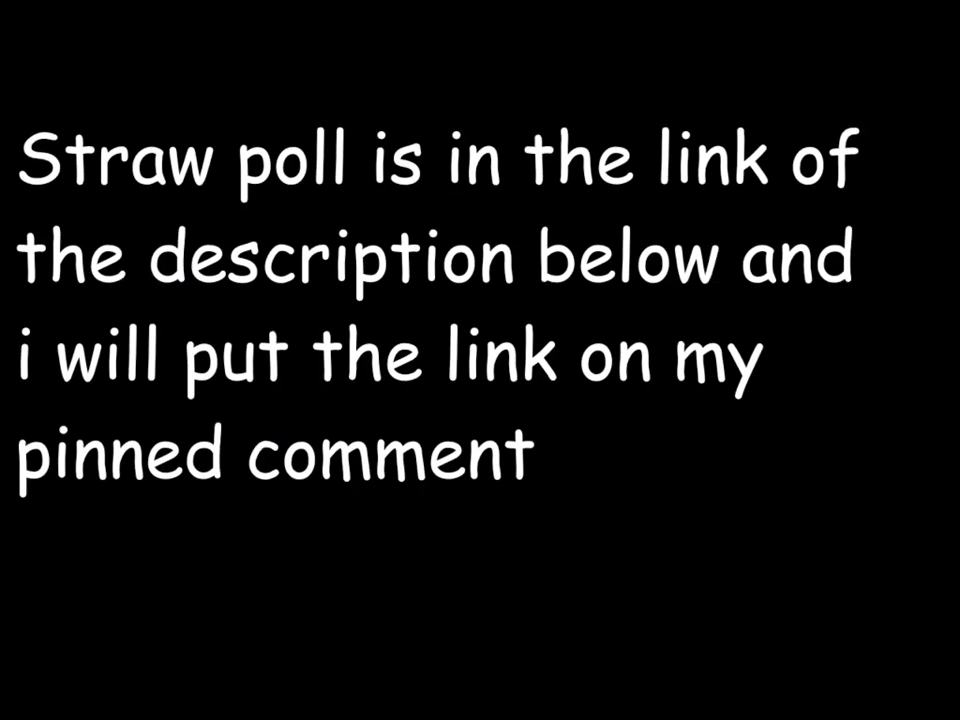 Straw poll is in the link of
the description below and
i will put the link on my
pinned comment